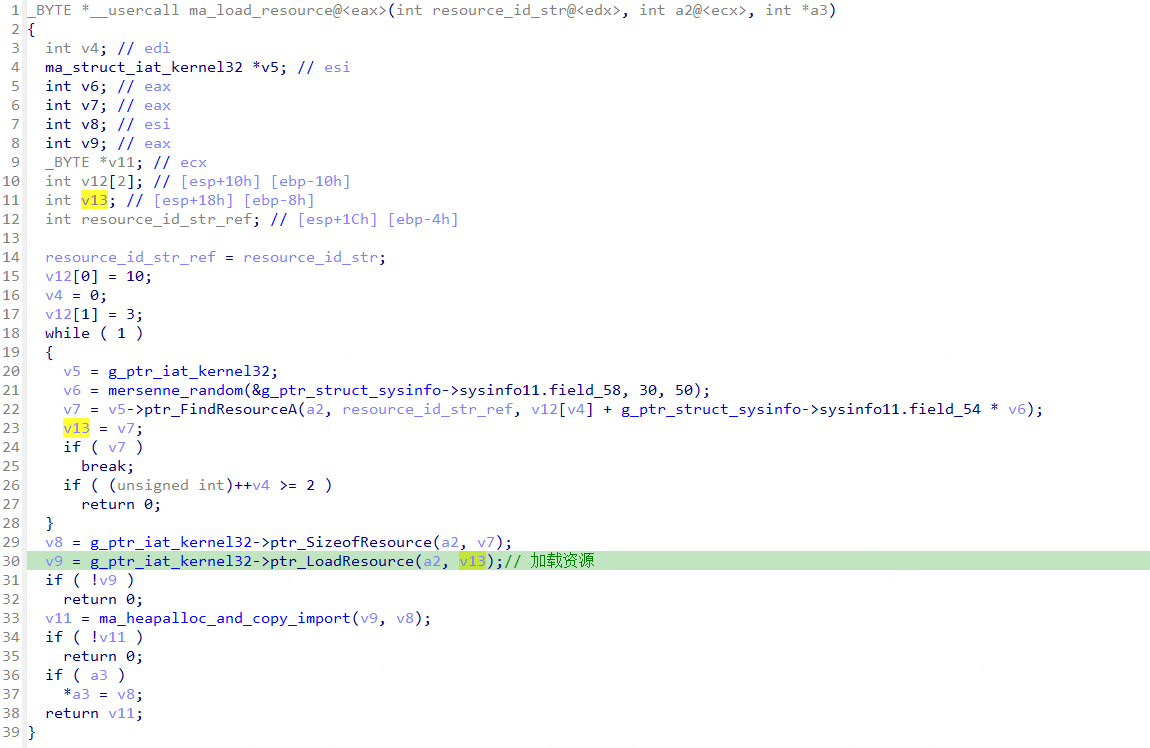 1 _BYTE *__usercall ma_load_resource@<eax>(int resource_id_str@<edx>, int a2@<ecx>, int *a3)
2 {
3   int v4; // edi
4   ma_struct_iat_kernel32 *v5; // esi
5   int v6; // eax
6   int v7; // eax
7   int v8; // esi
8   int v9; // eax
9   _BYTE *v11; // ecx
10   int v12[2]; // [esp+10h] [ebp-10h]
11   int v13; // [esp+18h] [ebp-8h]
12   int resource_id_str_ref; // [esp+1Ch] [ebp-4h]
13
14   resource_id_str_ref = resource_id_str;
15   v12[0] = 10;
16   v4 = 0;
17   v12[1] = 3;
18   while ( 1 )
19   {
20     v5 = g_ptr_iat_kernel32;
21     v6 = mersenne_random(&g_ptr_struct_sysinfo->sysinfo11.field_58, 30, 50);
22     v7 = v5->ptr_FindResourceA(a2, resource_id_str_ref, v12[v4] + g_ptr_struct_sysinfo->sysinfo11.field_54 * v6);
23     v13 = v7;
24     if ( v7 )
25       break;
26     if ( (unsigned int)++v4 >= 2 )
27       return 0;
28   }
29   v8 = g_ptr_iat_kernel32->ptr_SizeofResource(a2, v7);
30   v9 = g_ptr_iat_kernel32->ptr_LoadResource(a2, v13);// 加载资源
31   if ( !v9 )
32     return 0;
33   v11 = ma_heapalloc_and_copy_import(v9, v8);
34   if ( !v11 )
35     return 0;
36   if ( a3 )
37     *a3 = v8;
38   return v11;
39 }